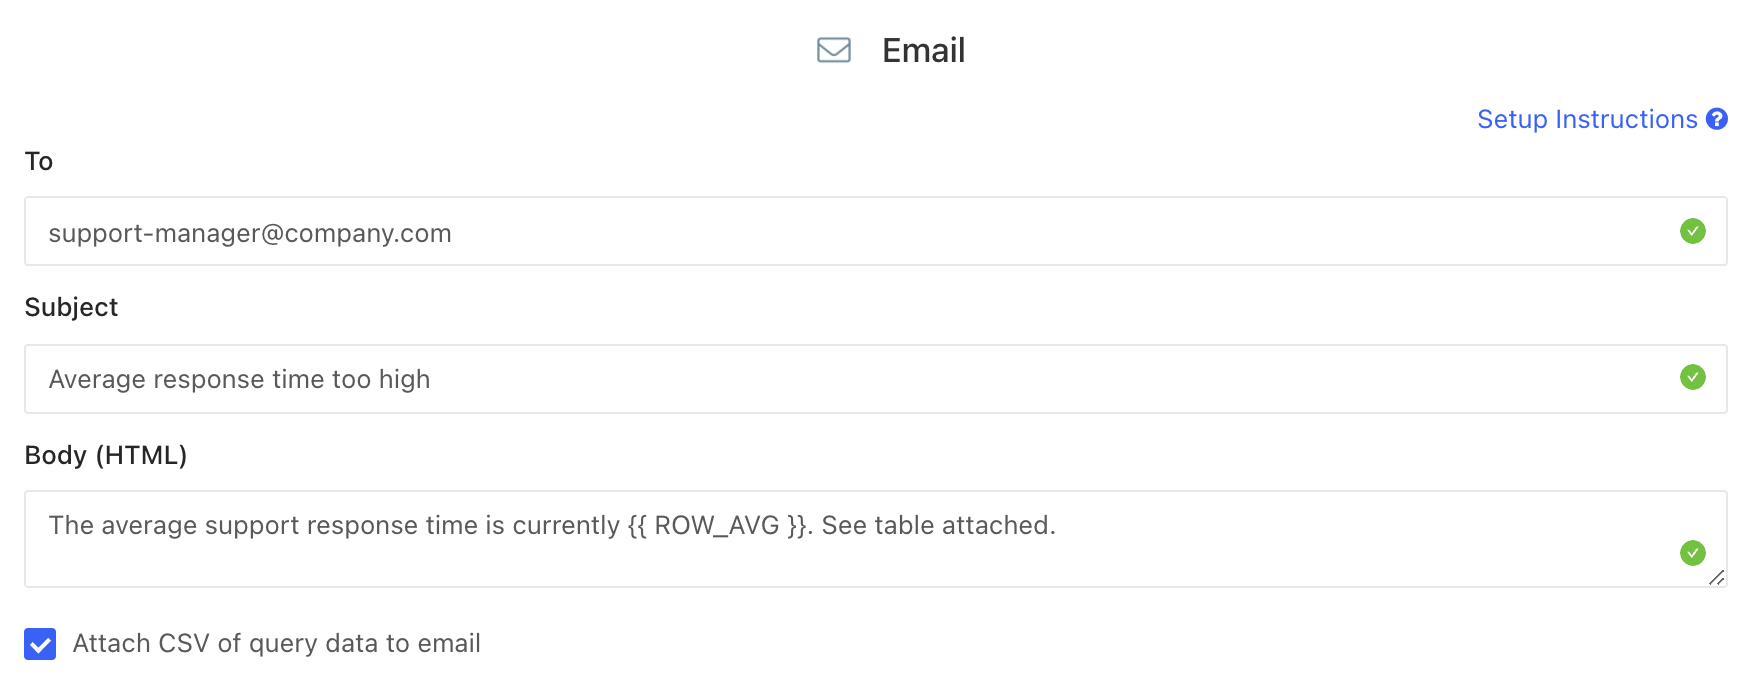 Email
Setup Instructions
To
support-manager@company.com
Subject
Average response time too high
Body (HTML)
The average support response time is currently {{ ROW_AVG }}. See table attached.
Attach CSV of query data to email